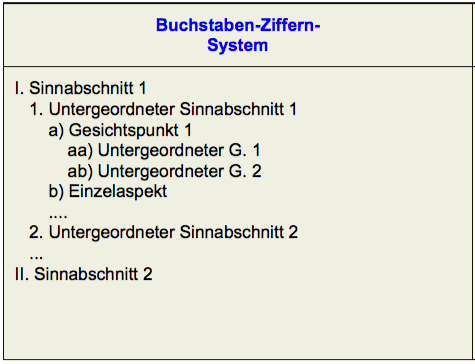 Buchstaben-Ziffern-
System
I. Sinnabschnitt 1
1. Untergeordneter Sinnabschnitt 1
a) Gesichtspunkt 1
aa) Untergeordneter G. 1
ab) Untergeordneter G. 2
b) Einzelaspekt
....
2. Untergeordneter Sinnabschnitt 2
...
II. Sinnabschnitt 2